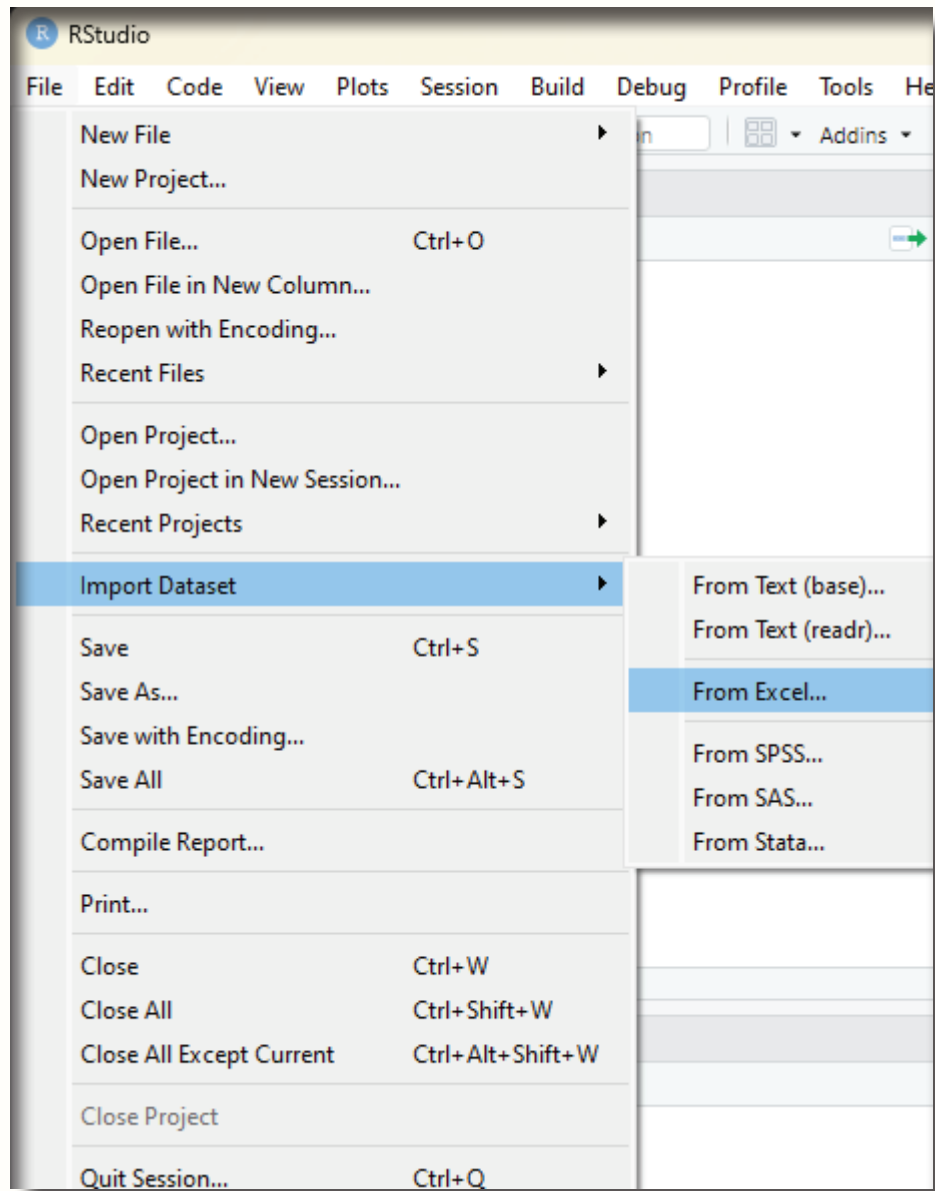 R RStudio
File Edit Code View Plots Session Build Debug Profile Tools He
New File
New Project...
Addins
Open File... Ctrl+O
Open File in New Column...
Reopen with Encoding...
Recent Files
Open Project...
Open Project in New Session...
Recent Projects
Import Dataset
From Text (base)...
From Text (readr)...
From Excel...
From SPSS...
From SAS...
From Stata...
Save Ctrl+S
Save As...
Save with Encoding...
Save All Ctrl+Alt+S
Compile Report...
Print...
Close Ctrl+W
Close All Ctrl+Shift+W
Close All Except Current Ctrl+Alt+Shift+W
Close Project
Quit Session... Ctrl+Q